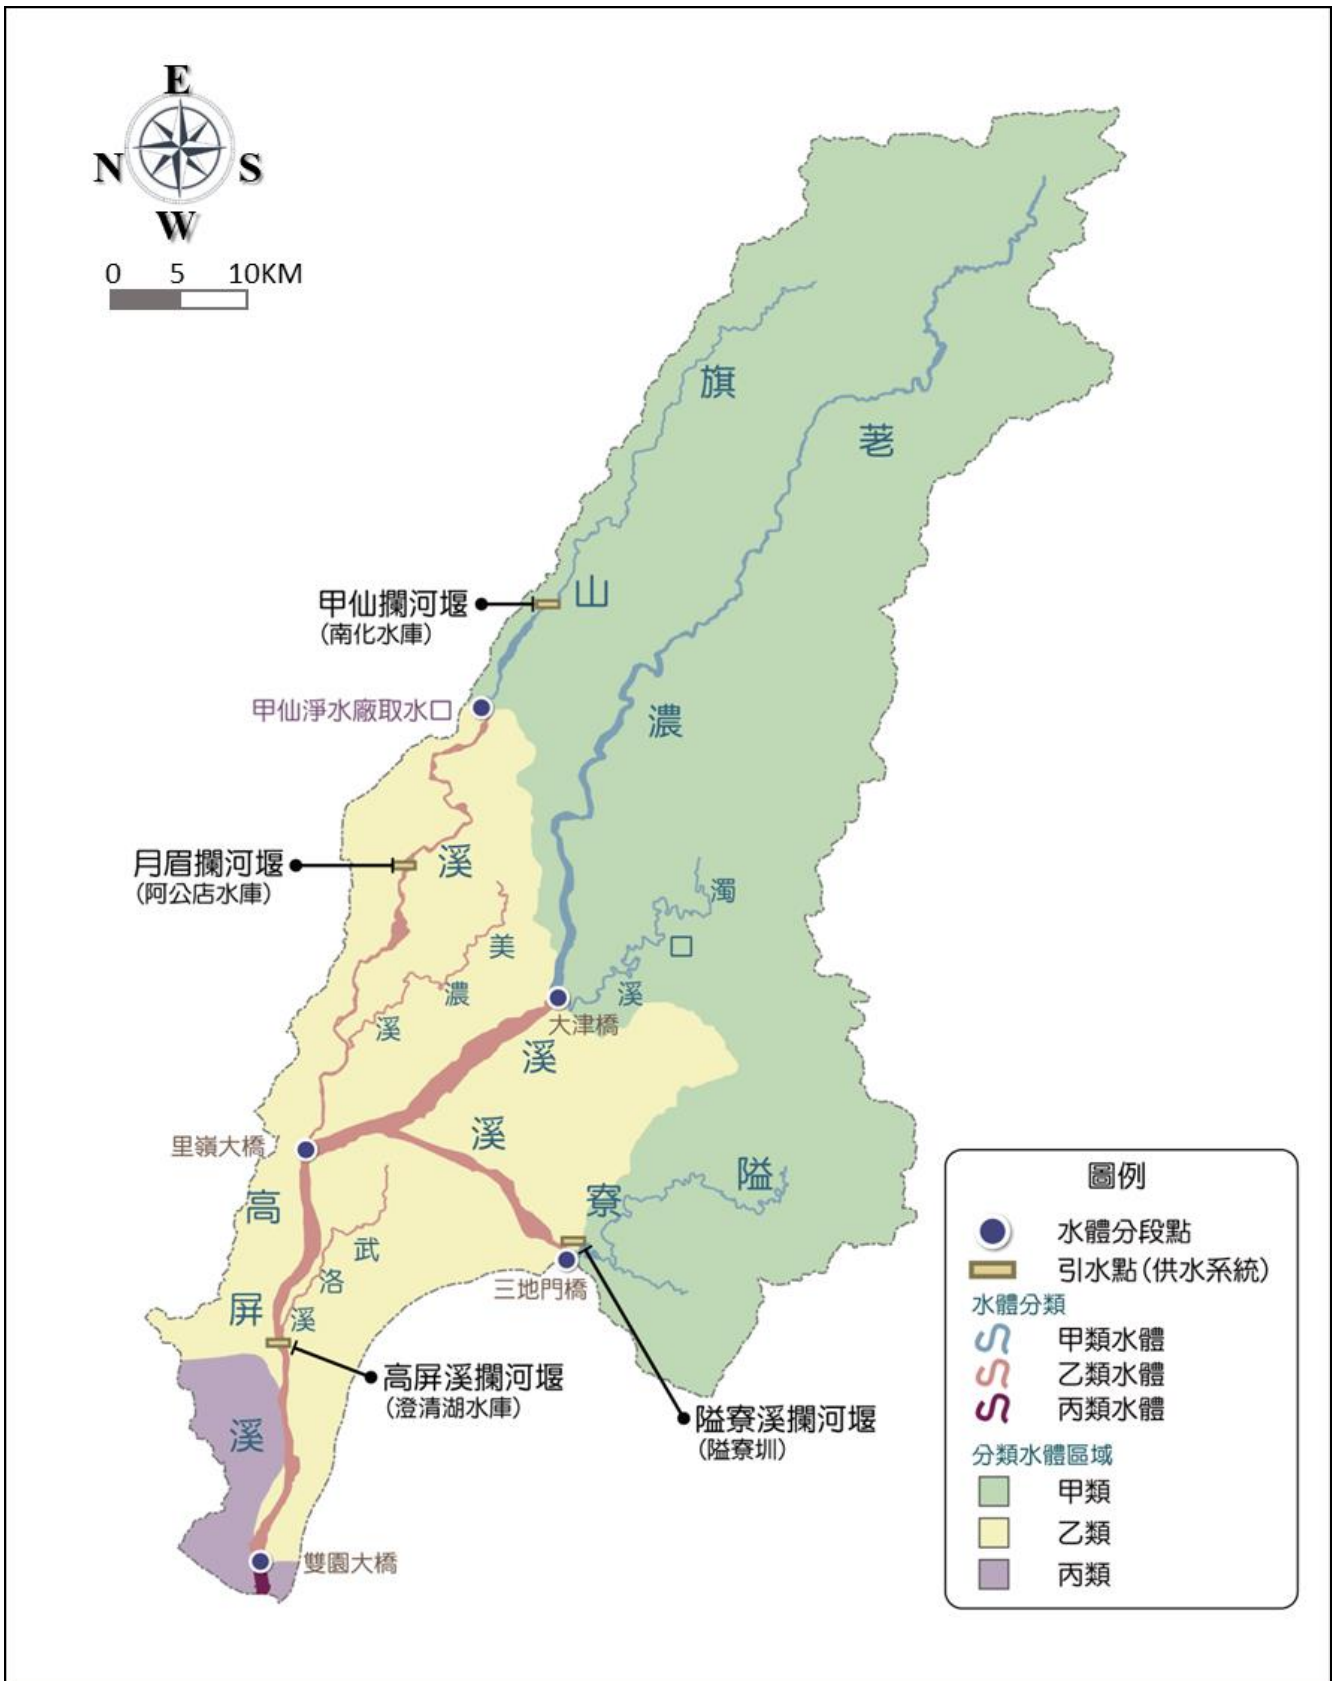 E
N
S
W
0 5 10KM
旗
荖
山
甲仙攔河堰
(南化水庫)
甲仙淨水廠取水口
濃
月眉攔河堰
(阿公店水庫)
溪
濁
口
溪
美
濃
溪
大津橋
溪
里嶺大橋
溪
寮
隘
高
屏
溪
武
洛
溪
三地門橋
高屏溪攔河堰
(澄清湖水庫)
隘寮溪攔河堰
(隘寮圳)
雙園大橋
圖例
水體分段點
引水點(供水系統)
水體分類
甲類水體
乙類水體
丙類水體
分類水體區域
甲類
乙類
丙類